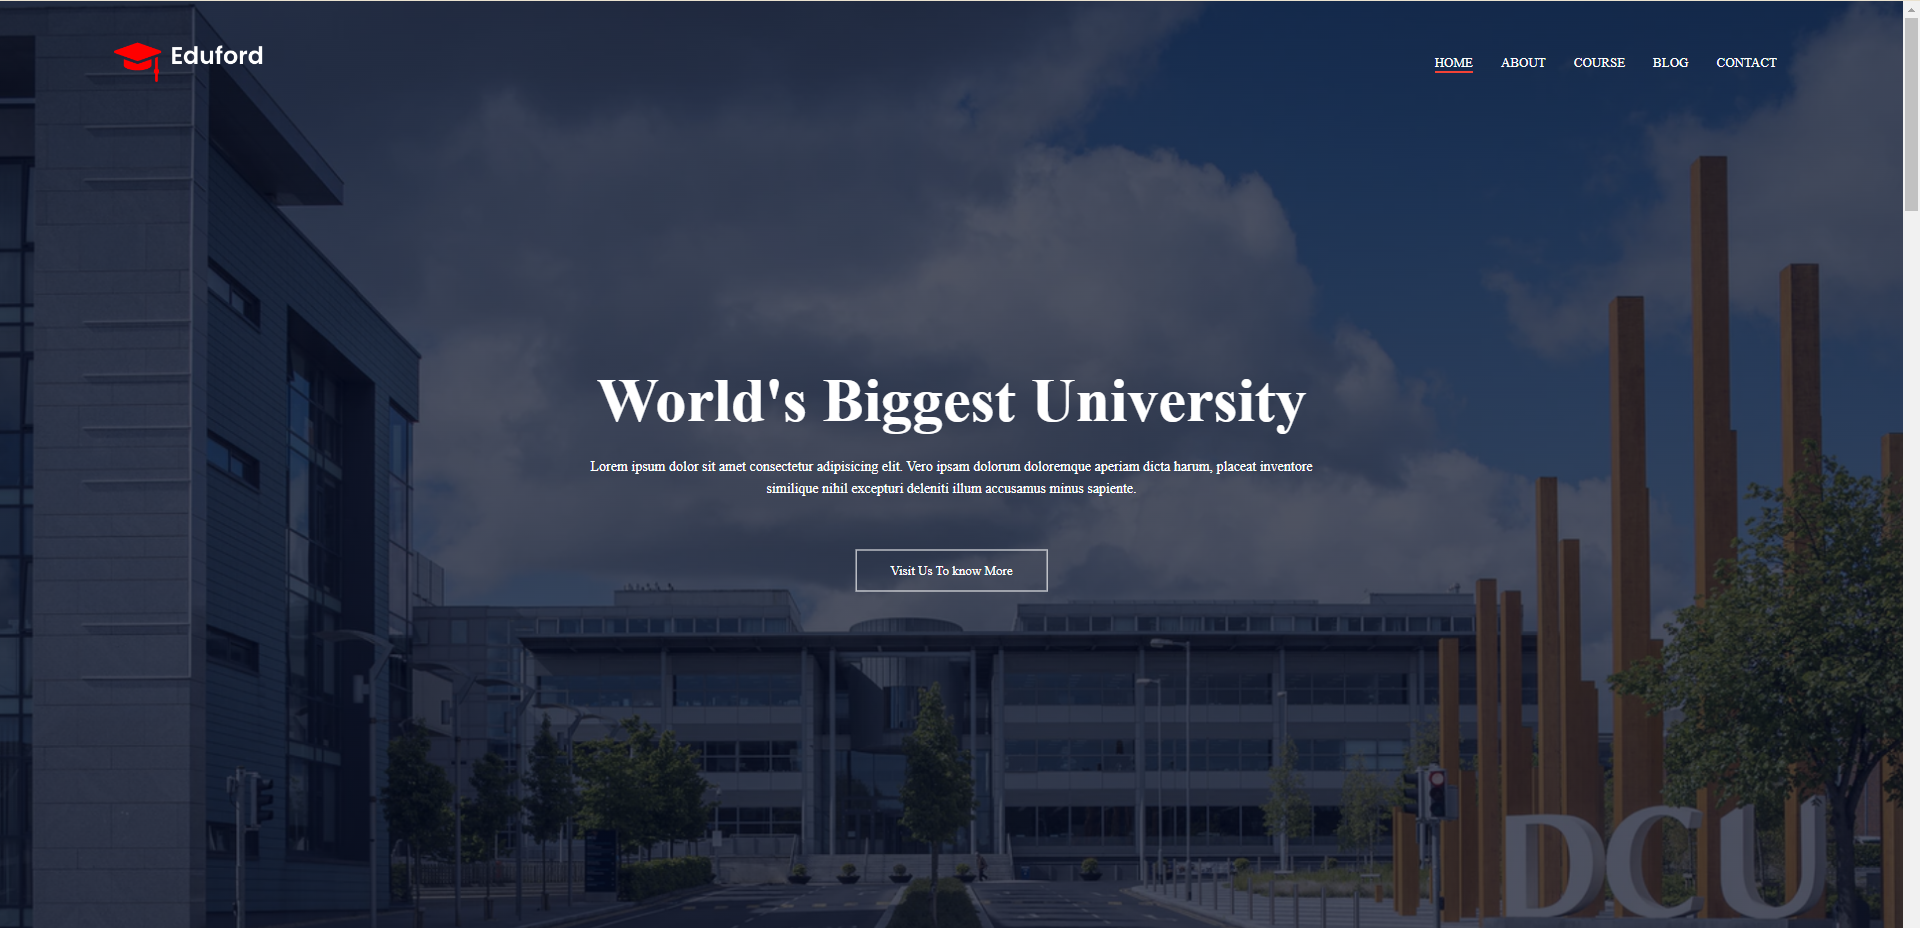 Eduford
HOME ABOUT COURSE BLOG CONTACT
World's Biggest University
Lorem ipsum dolor sit amet consectetur adipisicing elit. Vero ipsam dolorum doloremque aperiam dicta harum, placeat inventore
similique nihil excepturi deleniti illum accusamus minus sapiente.
Visit Us To know More
DCU